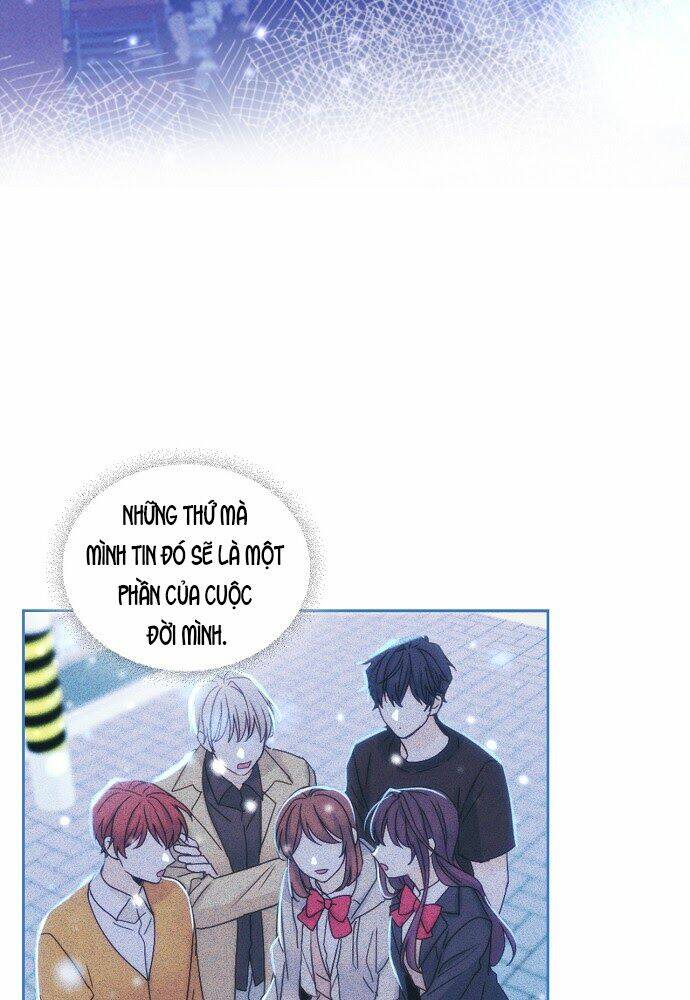 NHỮNG THỨ MÀ
MÌNH TIN ĐÓ SẼ LÀ MỘT
PHẦN CỦA CUỘC
ĐỜI MÌNH.